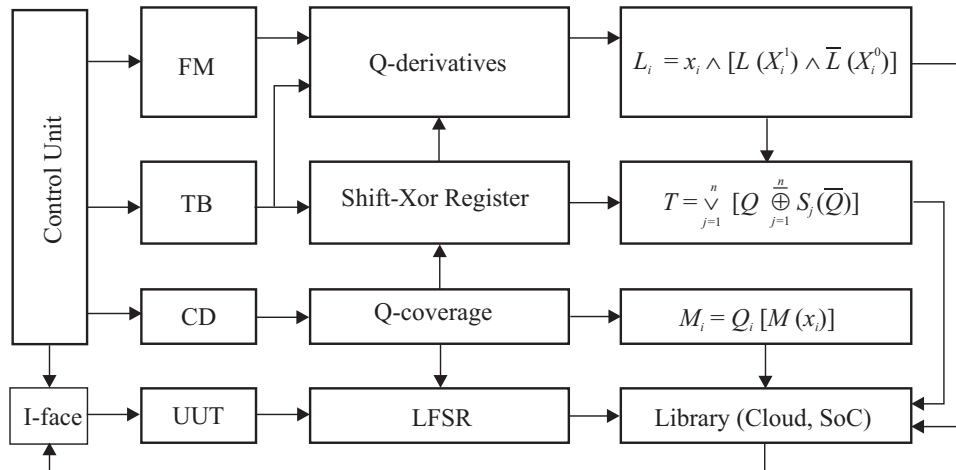 Control Unit
FM
Q-derivatives
L_i = x_i ∧ [L (X_i^1) ∧ L̅ (X_i^0)]
TB
Shift-Xor Register
T = ∨_{j=1}^{n} [Q ⊕̅_{j=1}^{n} S_j(Q̅)]
CD
Q-coverage
M_i = Q_i [M (x_i)]
I-face
UUT
LFSR
Library (Cloud, SoC)